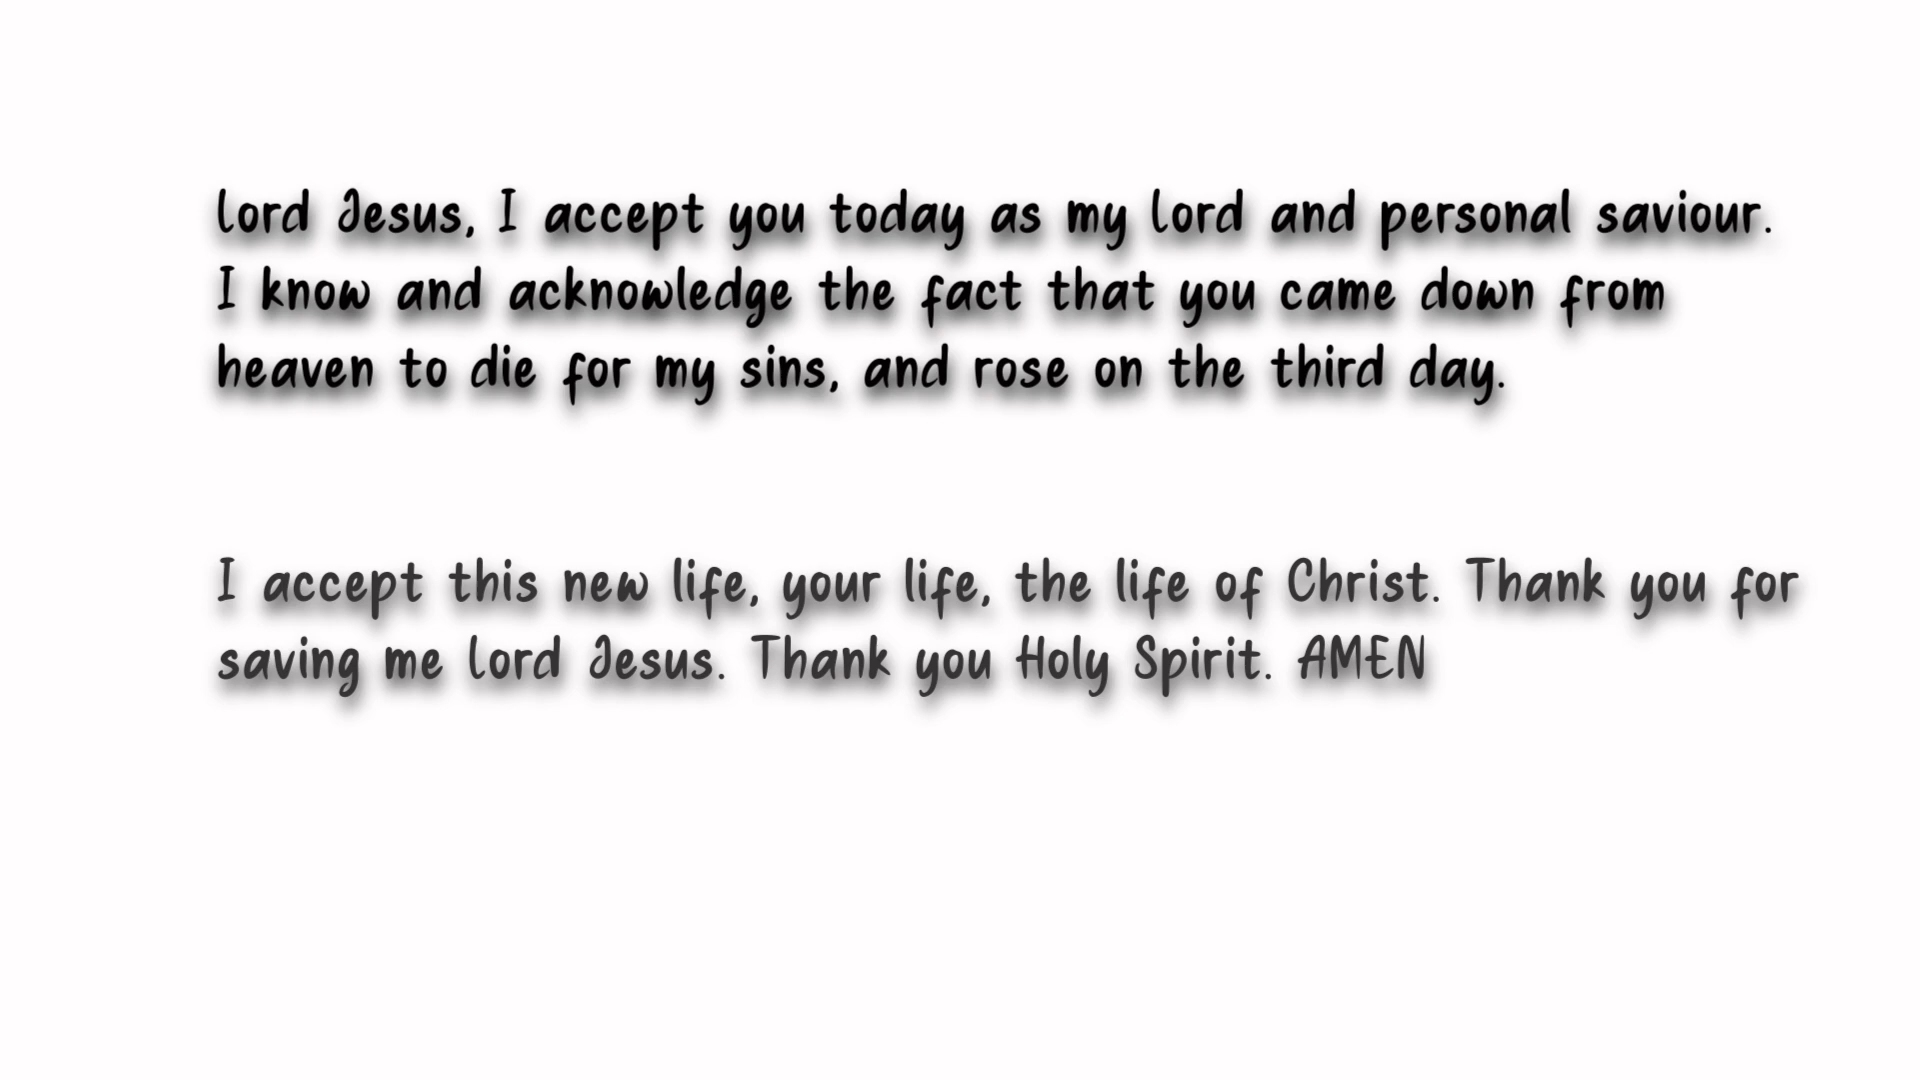 lord Jesus, I accept you today as my lord and personal saviour.
I know and acknowledge the fact that you came down from
heaven to die for my sins, and rose on the third day.
I accept this new life, your life, the life of Christ. Thank you for
saving me lord Jesus. Thank you Holy Spirit. AMEN